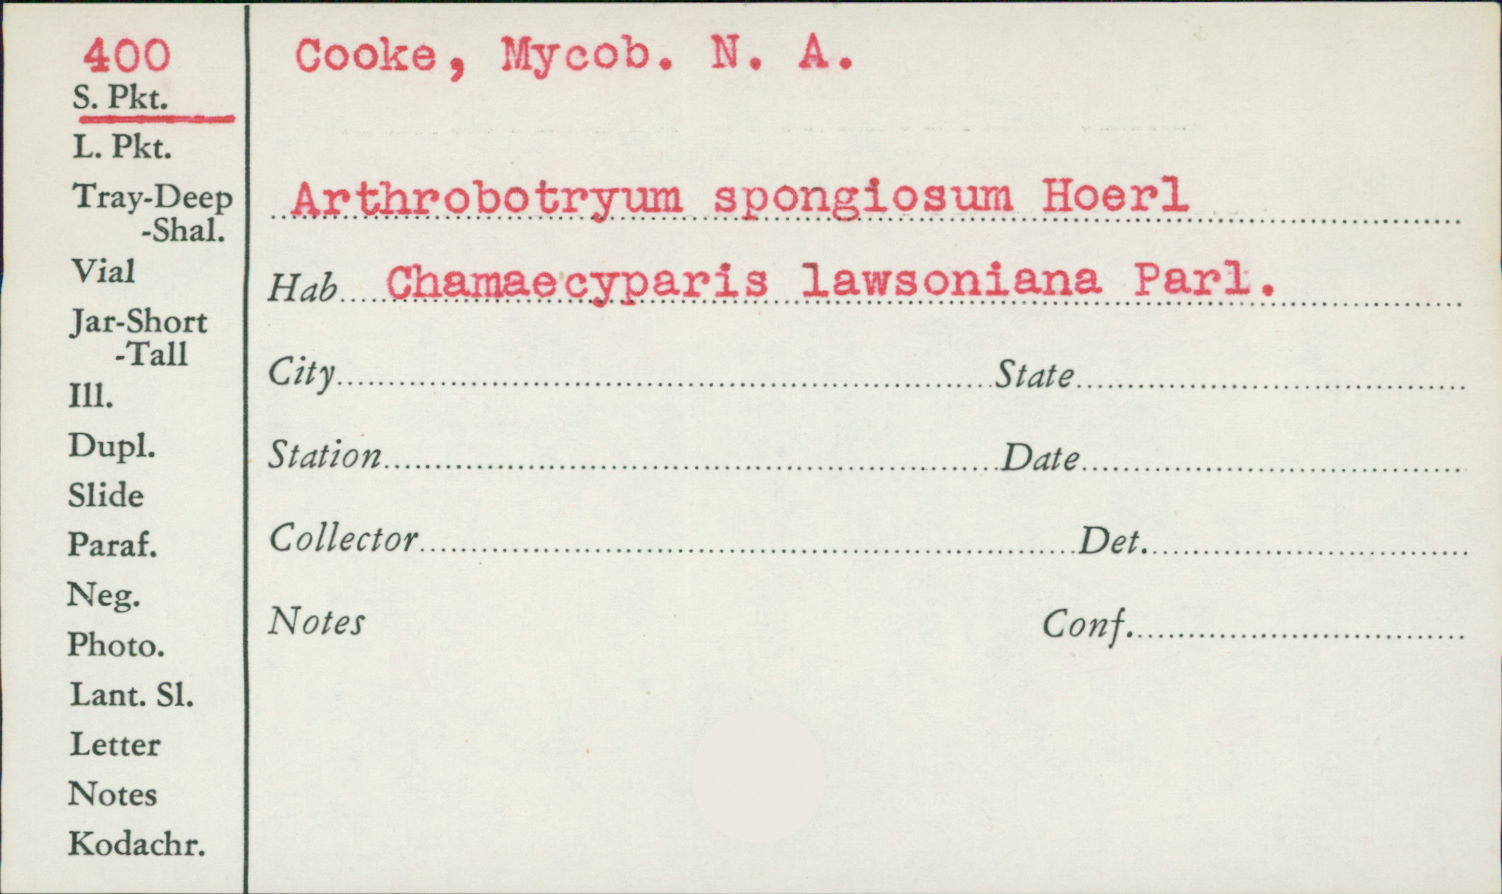 400
S. Pkt.
L. Pkt.
Tray-Deep
-Shal.
Vial
Jar-Short
-Tall
Ill.
Dupl.
Slide
Paraf.
Neg.
Photo.
Lant. Sl.
Letter
Notes
Kodachr.
Cooke, Mycob. N. A.
Arthrobotryum spongiosum Hoerl
Hab. Chamaecyparis lawsoniana Parl.
City State
Station Date
Collector Det.
Notes Conf.